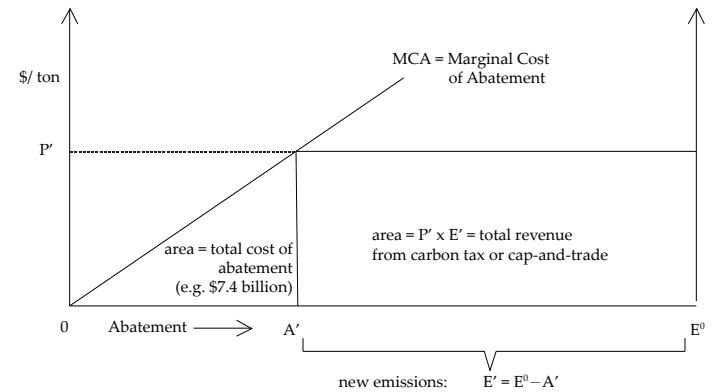 MCA = Marginal Cost
of Abatement
$/ ton
P′
area = P′ x E′ = total revenue
from carbon tax or cap-and-trade
area = total cost of
abatement
(e.g. $7.4 billion)
0 Abatement A′ E⁰
new emissions: E′ = E⁰−A′